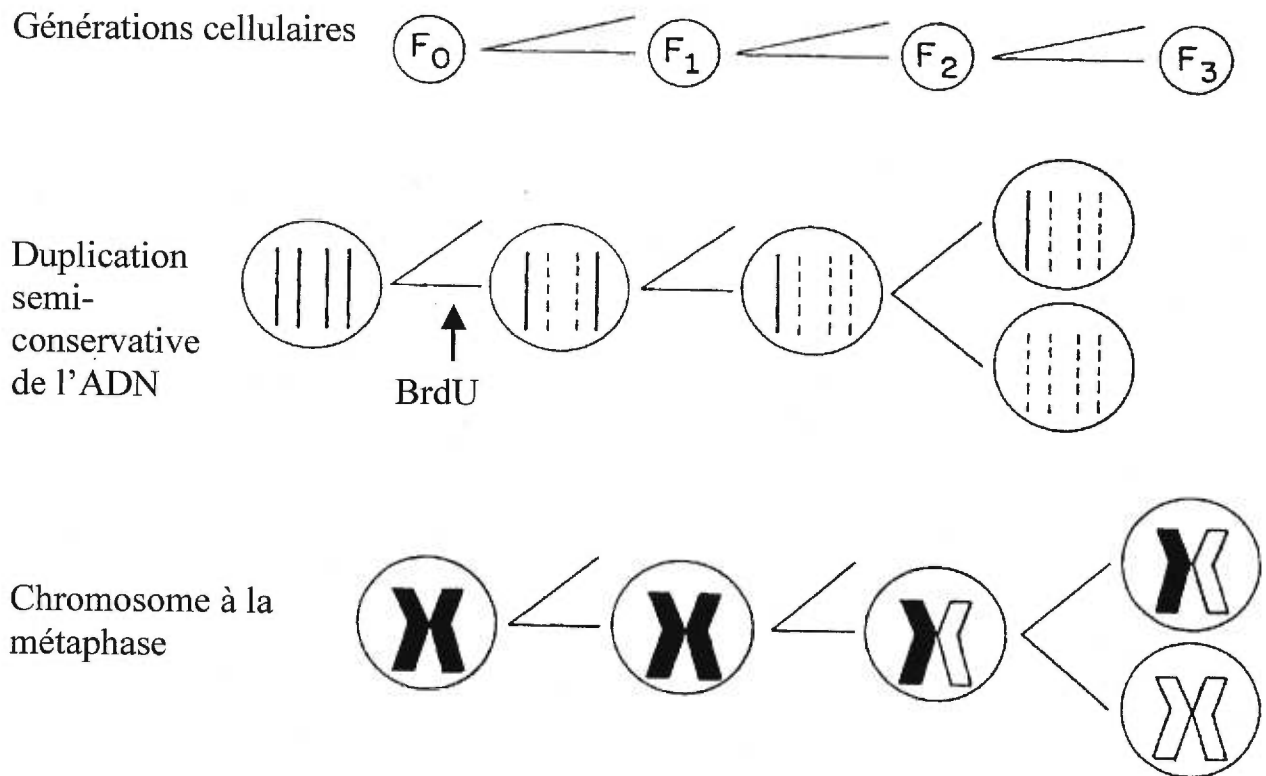 Générations cellulaires
F0 F1 F2 F3
Duplication
semi-
conservative
de l'ADN
BrdU
Chromosome à la
métaphase